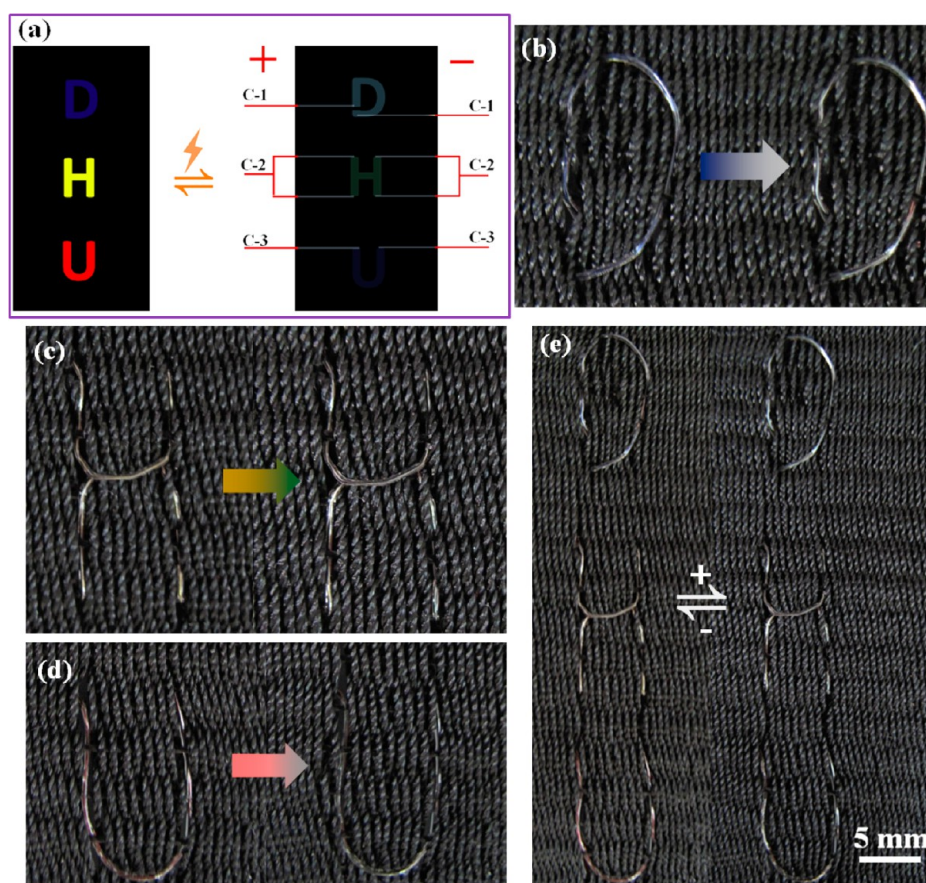 (a)
D
H
U
+
−
C-1
C-1
C-2
C-2
C-3
C-3
D
H
U
(b)
(c)
(d)
(e)
+
-
5 mm